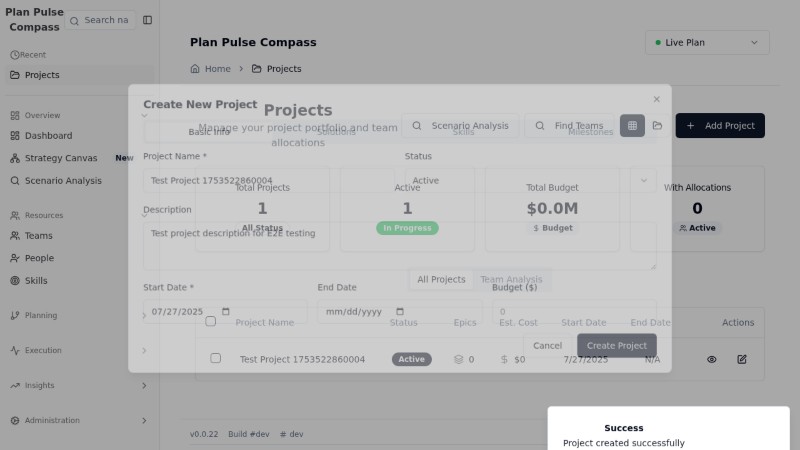 Plan Pulse
Compass
Search na
Recent
Projects
Overview
Dashboard
Strategy Canvas New
Scenario Analysis
Resources
Teams
People
Skills
Planning
Execution
Insights
Administration
Plan Pulse Compass
Live Plan
Home > Projects
Projects
Manage your project portfolio and team
allocations
Scenario Analysis
Find Teams
Add Project
Total Projects
1
All Status
Active
1
In Progress
Total Budget
$0.0M
$ Budget
With Allocations
0
Active
All Projects
Team Analysis
Project Name Status Epics Est. Cost Start Date End Date Actions
Test Project 1753522860004 Active 0 $0 7/27/2025 N/A
v0.0.22 Build #dev # dev
Create New Project
Basic Info Solutions Skills Milestones
Project Name *
Test Project 1753522860004
Status
Active
Description
Test project description for E2E testing
Start Date *
07/27/2025
End Date
mm/dd/yyyy
Budget ($)
0
Cancel
Create Project
Success
Project created successfully